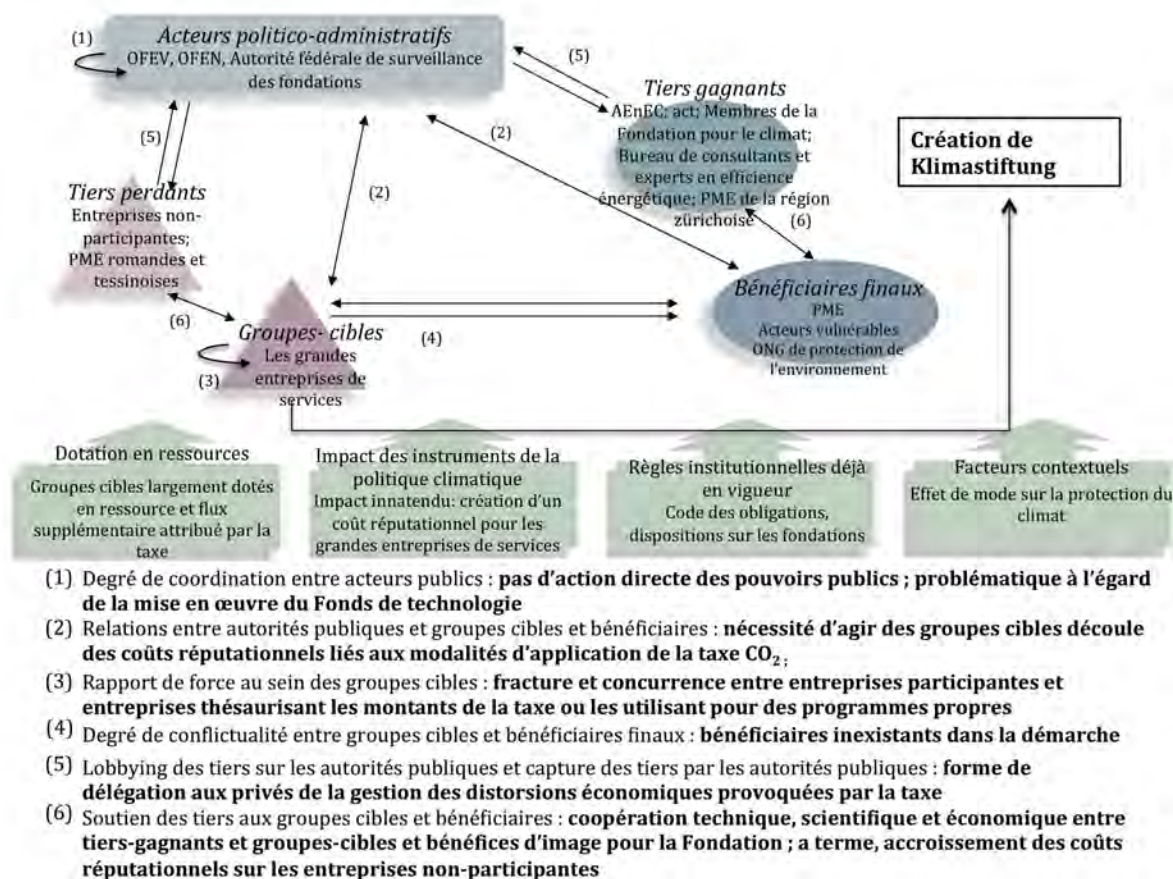 (1)
Acteurs politico-administratifs
OFEV, OFEN, Autorité fédérale de surveillance
des fondations
(5)
Tiers gagnants
AEnEC; act; Membres de la
Fondation pour le climat;
Bureau de consultants et
experts en efficience
énergétique; PME de la région
zürichoise
Création de
Klimastiftung
(5)
(2)
(2)
(6)
Tiers perdants
Entreprises non-
participantes;
PME romandes et
tessinoises
(6)
Bénéficiaires finaux
PME
Acteurs vulnérables
ONG de protection de
l'environnement
Groupes- cibles
Les grandes
entreprises de
services
(3)
(4)
Dotation en ressources
Groupes cibles largement dotés
en ressource et flux
supplémentaire attribué par la
taxe
Impact des instruments de la
politique climatique
Impact innatendu: création d'un
coût réputationnel pour les
grandes entreprises de services
Règles institutionnelles déjà
en vigueur
Code des obligations,
dispositions sur les fondations
Facteurs contextuels
Effet de mode sur la protection du
climat
(1) Degré de coordination entre acteurs publics : pas d'action directe des pouvoirs publics ; problématique à l'égard
de la mise en œuvre du Fonds de technologie
(2) Relations entre autorités publiques et groupes cibles et bénéficiaires : nécessité d'agir des groupes cibles découle
des coûts réputationnels liés aux modalités d'application de la taxe CO2 ;
(3) Rapport de force au sein des groupes cibles : fracture et concurrence entre entreprises participantes et
entreprises thésaurisant les montants de la taxe ou les utilisant pour des programmes propres
(4) Degré de conflictualité entre groupes cibles et bénéficiaires finaux : bénéficiaires inexistants dans la démarche
(5) Lobbying des tiers sur les autorités publiques et capture des tiers par les autorités publiques : forme de
délégation aux privés de la gestion des distorsions économiques provoquées par la taxe
(6) Soutien des tiers aux groupes cibles et bénéficiaires : coopération technique, scientifique et économique entre
tiers-gagnants et groupes-cibles et bénéfices d'image pour la Fondation ; a terme, accroissement des coûts
réputationnels sur les entreprises non-participantes